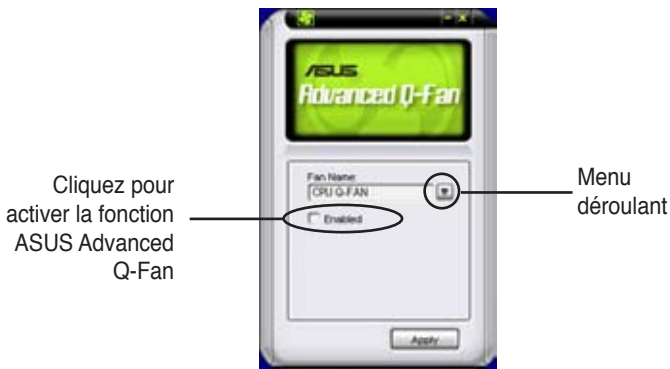 ASUS
Advanced Q-Fan
Fan Name:
CPU Q-FAN
Enabled
Apply
Cliquez pour
activer la fonction
ASUS Advanced
Q-Fan
Menu
déroulant